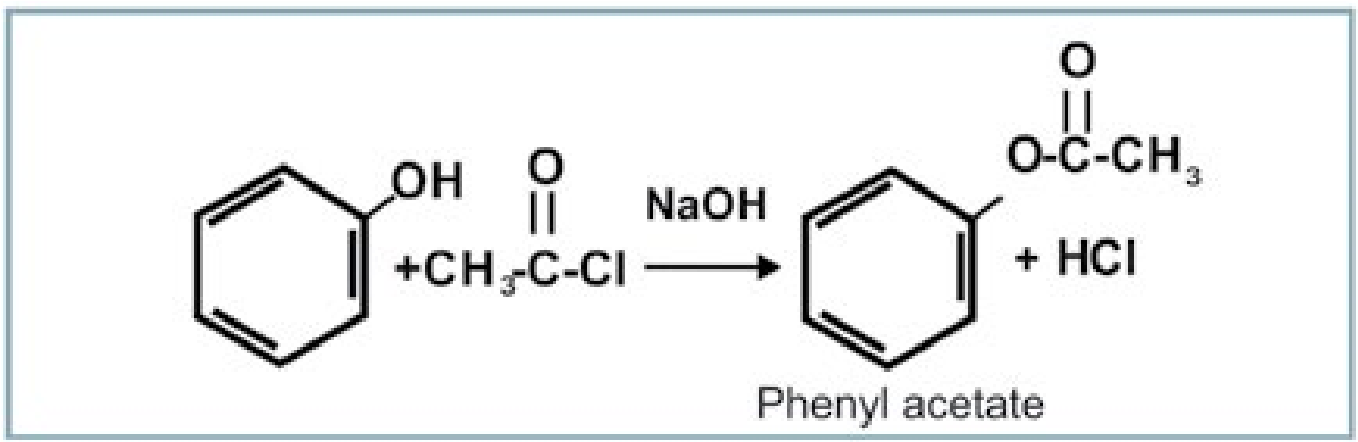 O
O
OH
O-C-CH₃
NaOH
+CH₃-C-Cl
+ HCl
Phenyl acetate